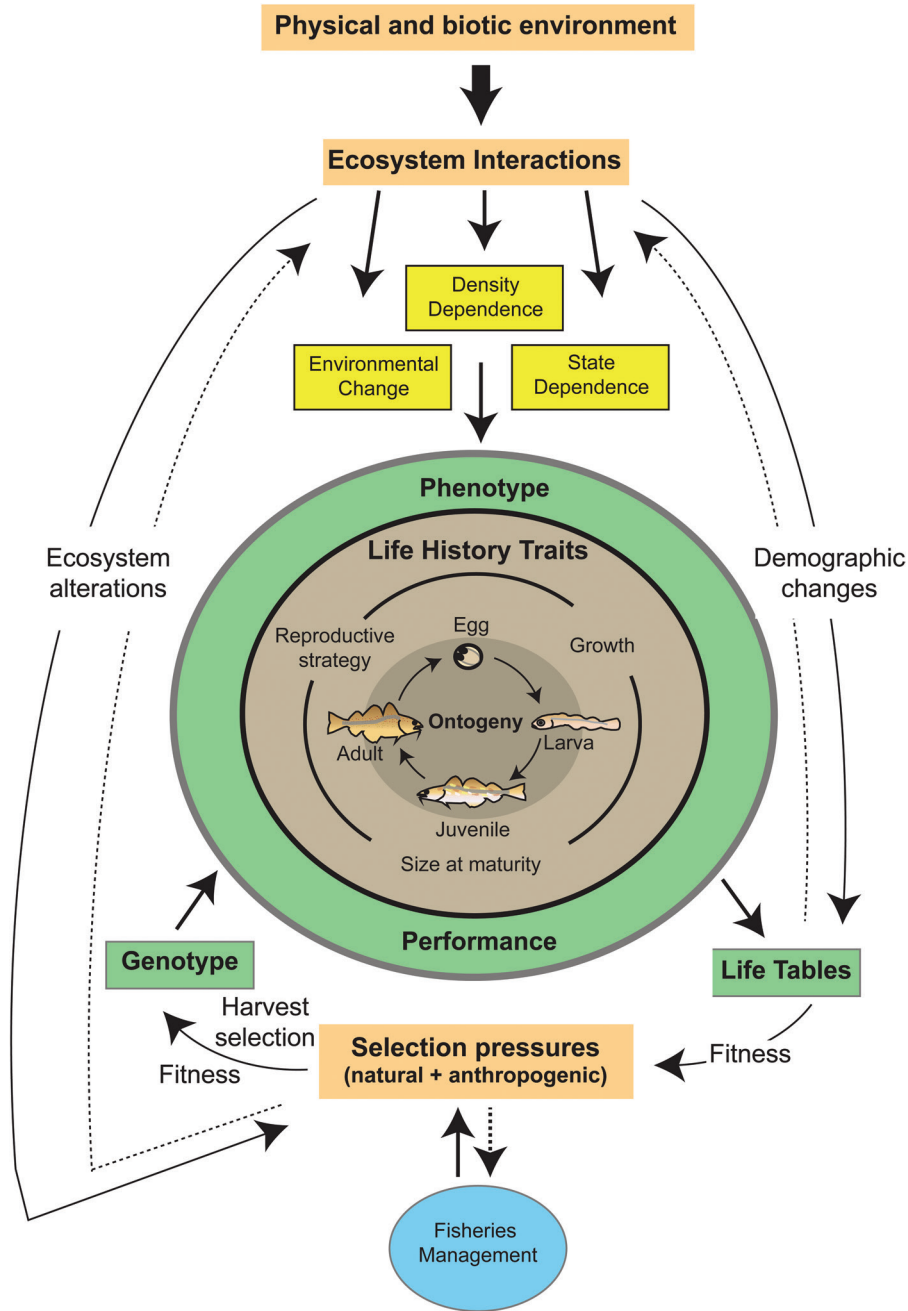 Physical and biotic environment
Ecosystem Interactions
Density
Dependence
Environmental
Change
State
Dependence
Phenotype
Life History Traits
Ecosystem
alterations
Demographic
changes
Reproductive
strategy
Egg
Growth
Ontogeny
Adult
Larva
Juvenile
Size at maturity
Performance
Genotype
Life Tables
Harvest
selection
Fitness
Selection pressures
(natural + anthropogenic)
Fitness
Fisheries
Management